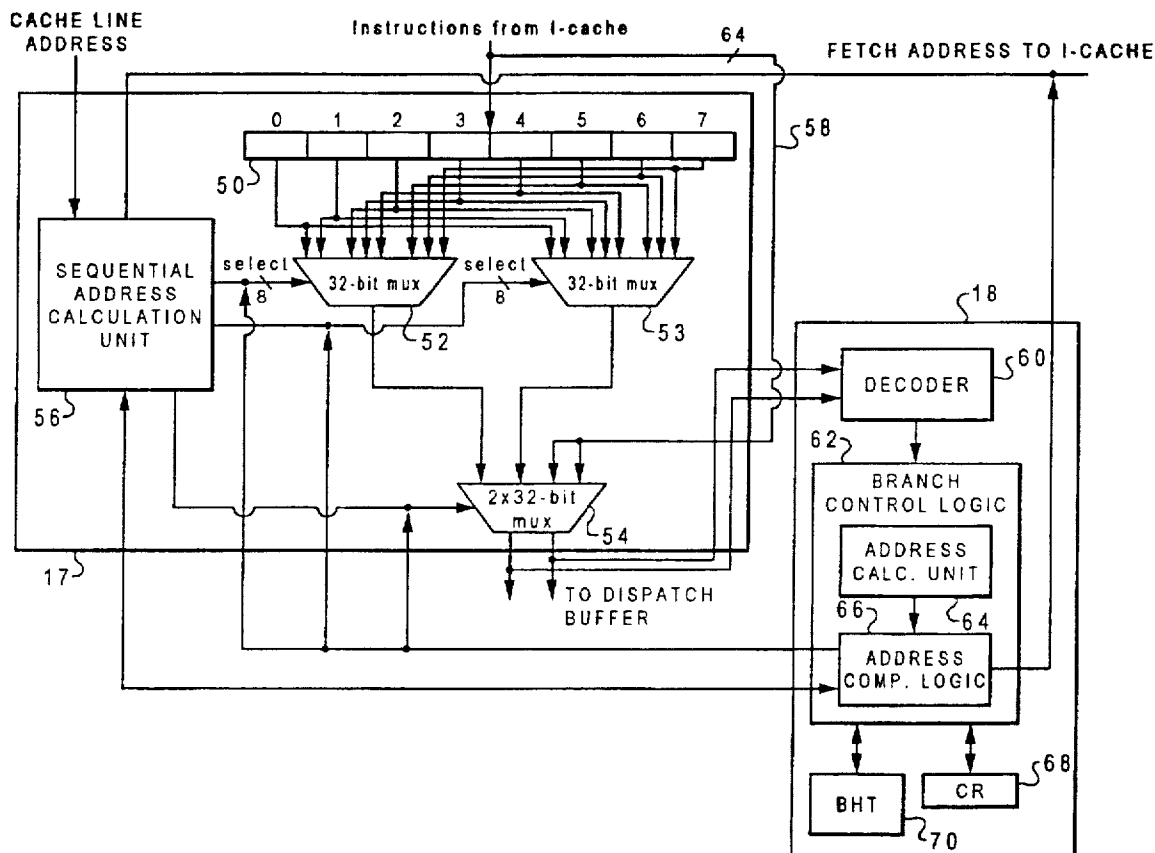 CACHE LINE
ADDRESS
Instructions from I-cache
64
FETCH ADDRESS TO I-CACHE
0 1 2 3 4 5 6 7
58
50
SEQUENTIAL
ADDRESS
CALCULATION
UNIT
select
8
32-bit mux
select
8
32-bit mux
52
53
56
18
DECODER
60
62
BRANCH
CONTROL LOGIC
2x32-bit
mux
54
17
ADDRESS
CALC. UNIT
TO DISPATCH
BUFFER
66
64
ADDRESS
COMP. LOGIC
BHT
CR
68
70